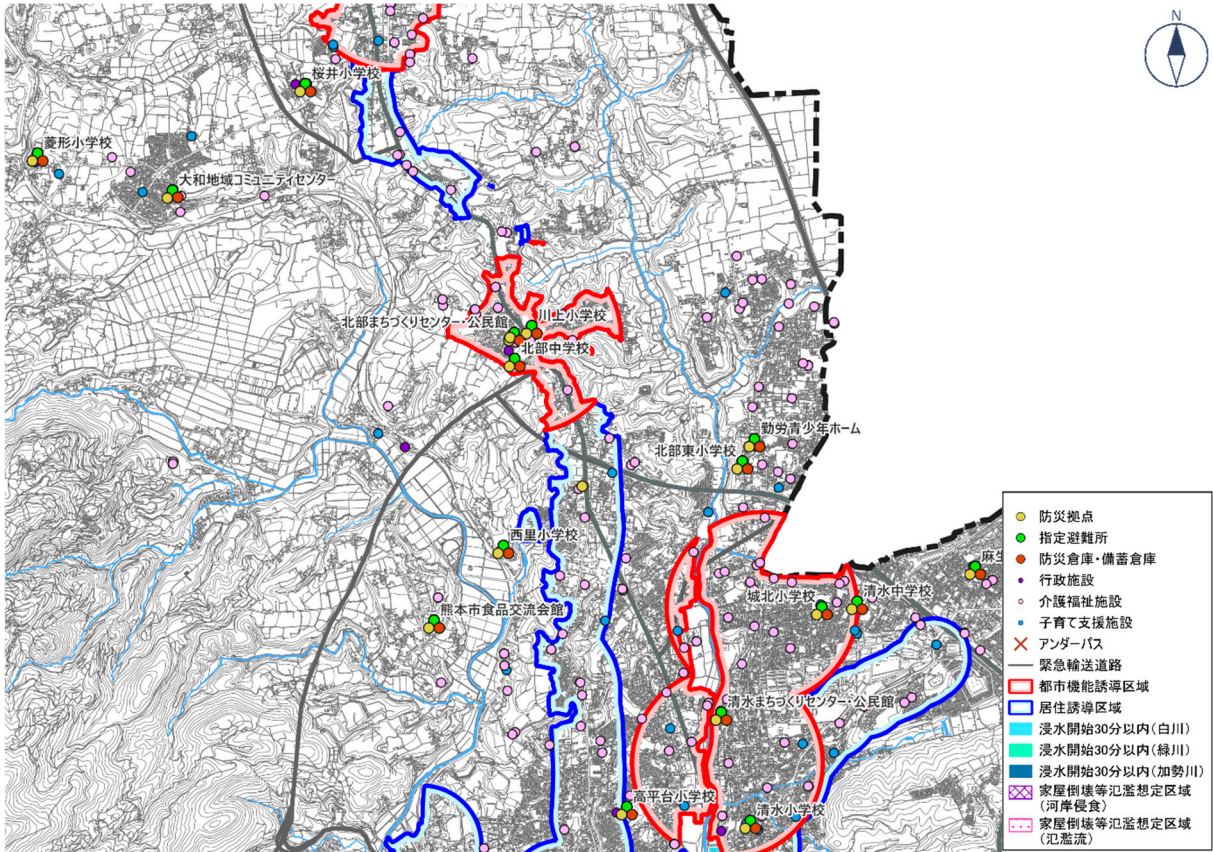 N
桜井小学校
菱形小学校
大和地域コミュニティセンター
北部まちづくりセンター・公民館
川上小学校
北部中学校
勤労青少年ホーム
北部東小学校
西里小学校
麻生
城北小学校
清水中学校
熊本市食品交流会館
清水まちづくりセンター・公民館
高平台小学校
清水小学校
防災拠点
指定避難所
防災倉庫・備蓄倉庫
行政施設
介護福祉施設
子育て支援施設
アンダーパス
緊急輸送道路
都市機能誘導区域
居住誘導区域
浸水開始30分以内(白川)
浸水開始30分以内(緑川)
浸水開始30分以内(加勢川)
家屋倒壊等氾濫想定区域
(河岸侵食)
家屋倒壊等氾濫想定区域
(氾濫流)